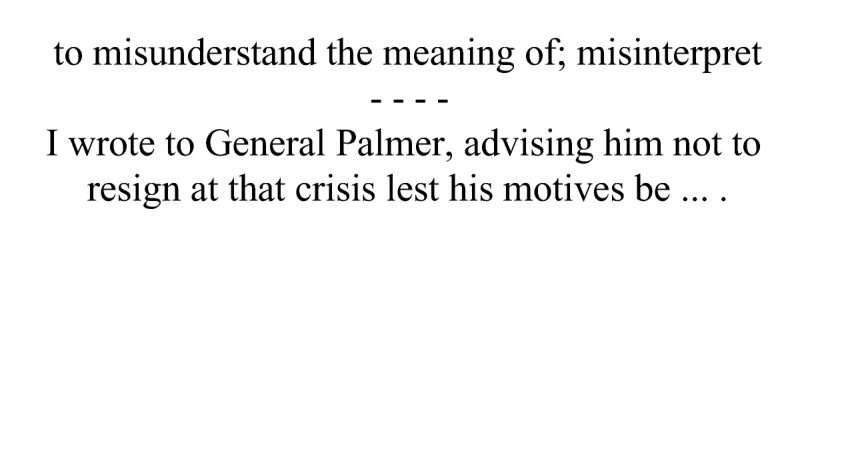 to misunderstand the meaning of; misinterpret
- - - -
I wrote to General Palmer, advising him not to
resign at that crisis lest his motives be ... .